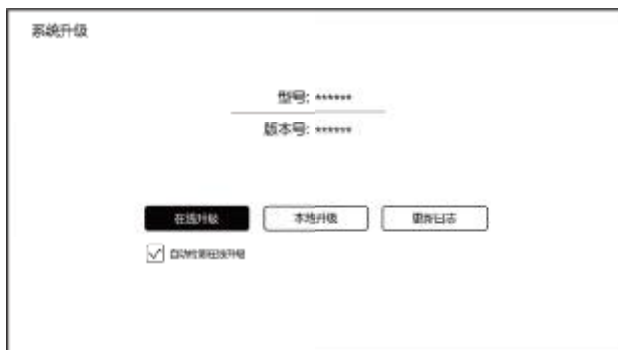 系统升级
型号: ******
版本号: ******
在线升级 本地升级 更新日志
自动检测在线升级